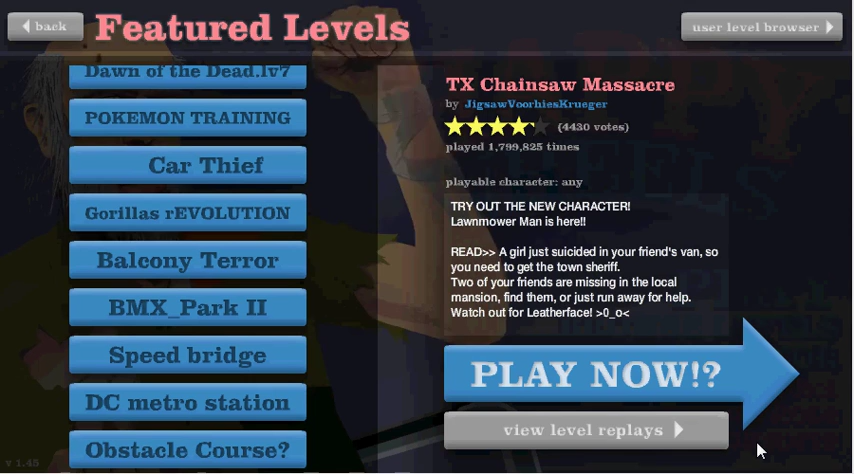 back
Featured Levels
user level browser
Dawn of the Dead.lv7
POKEMON TRAINING
Car Thief
Gorillas rEVOLUTION
Balcony Terror
BMX_Park II
Speed bridge
DC metro station
Obstacle Course?
v 1.45
TX Chainsaw Massacre
by JigsawVoorhiesKrueger
(4430 votes)
played 1,799,825 times
playable character: any
TRY OUT THE NEW CHARACTER!
Lawnmower Man is here!!
READ>> A girl just suicided in your friend's van, so
you need to get the town sheriff.
Two of your friends are missing in the local
mansion, find them, or just run away for help.
Watch out for Leatherface! >0_o<
PLAY NOW!?
view level replays